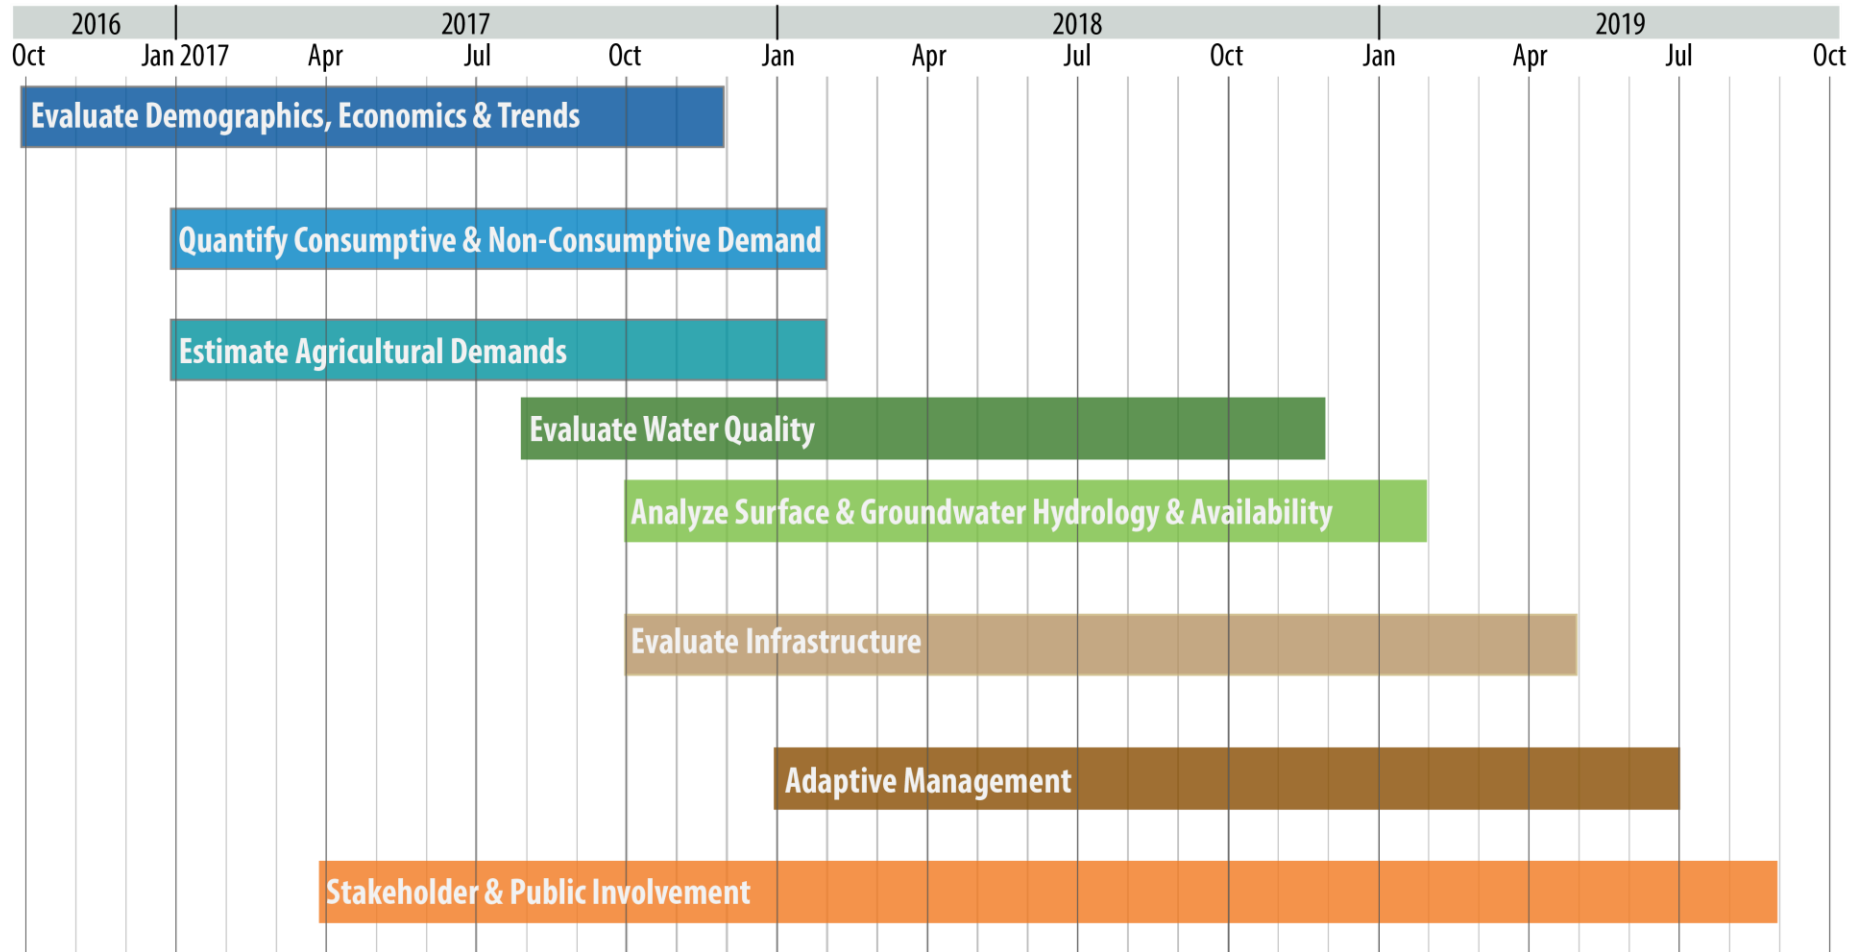 2016 2017 2018 2019
Oct Jan 2017 Apr Jul Oct Jan Apr Jul Oct Jan Apr Jul Oct
Evaluate Demographics, Economics & Trends
Quantify Consumptive & Non-Consumptive Demand
Estimate Agricultural Demands
Evaluate Water Quality
Analyze Surface & Groundwater Hydrology & Availability
Evaluate Infrastructure
Adaptive Management
Stakeholder & Public Involvement